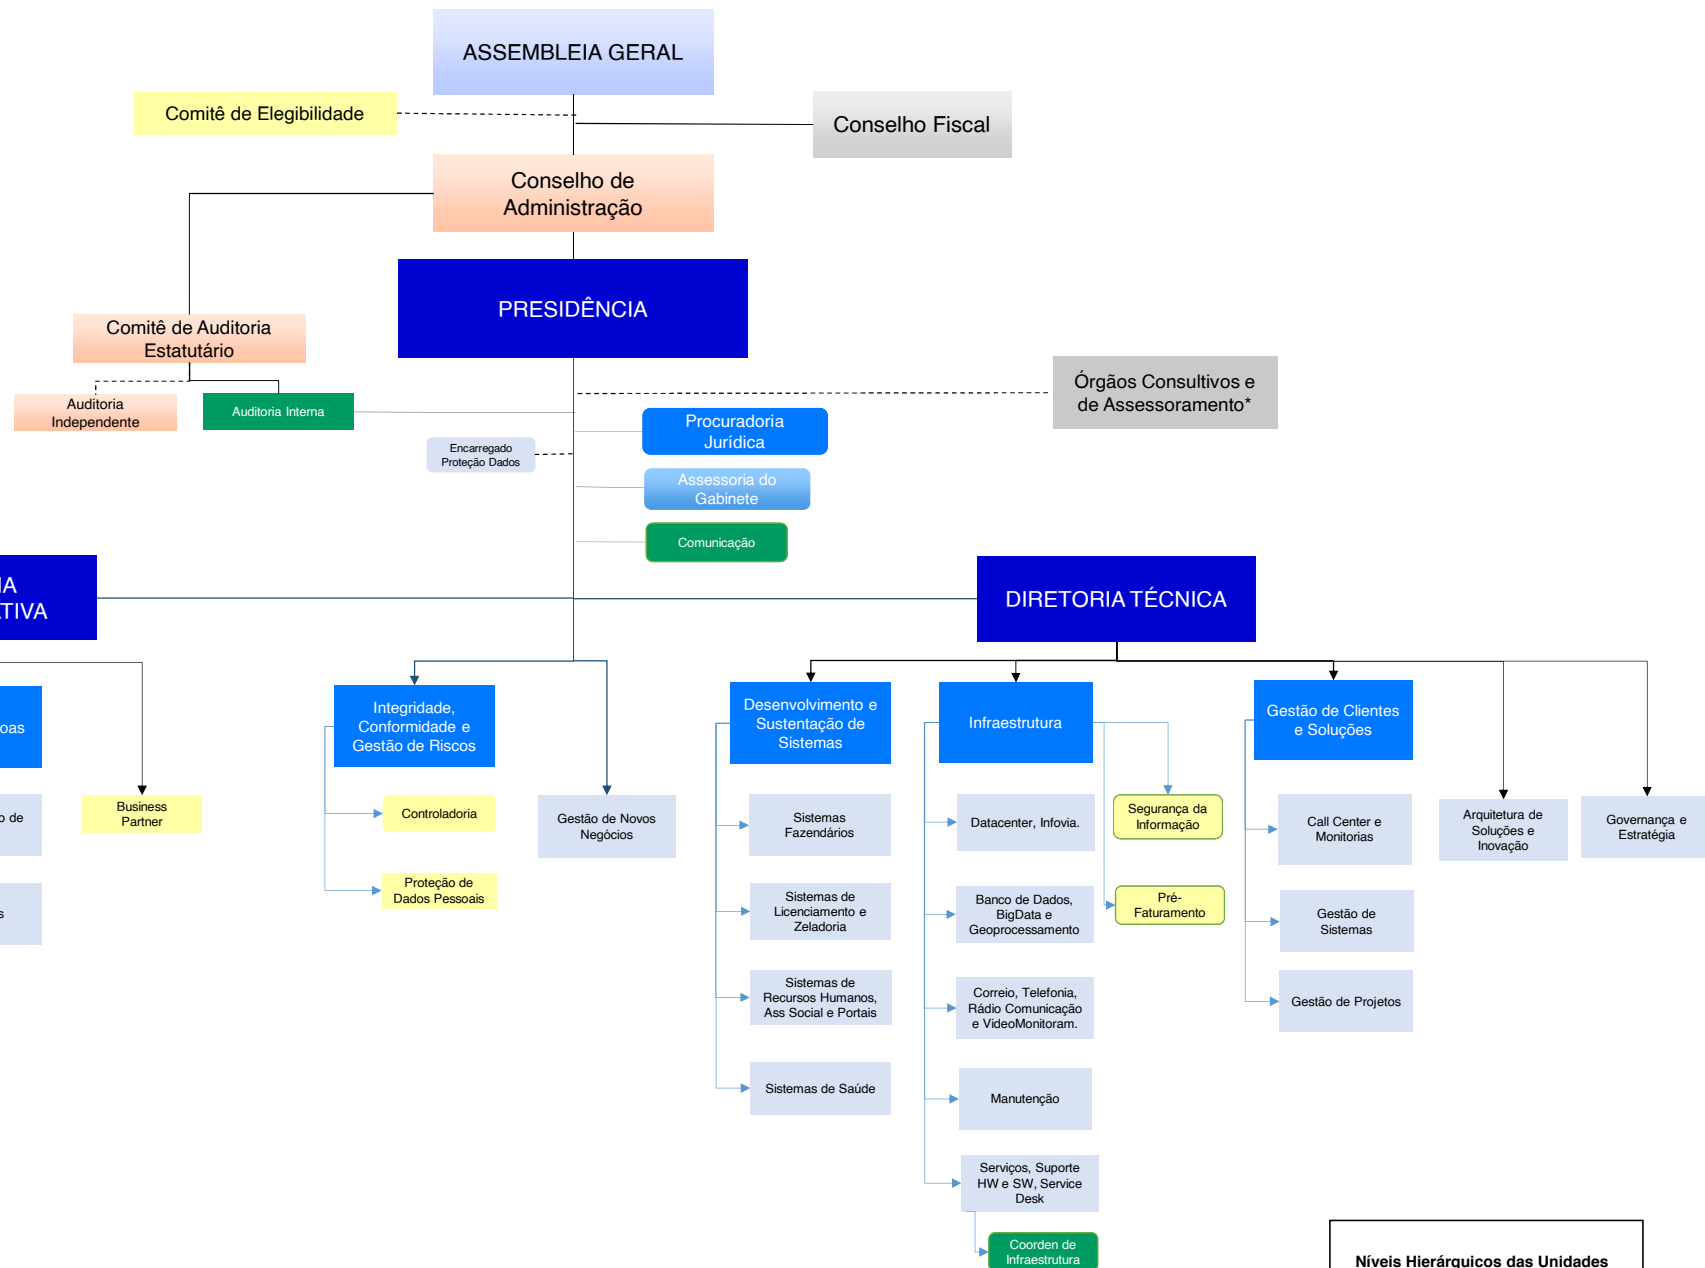 ASSEMBLEIA GERAL
Comitê de Elegibilidade
Conselho Fiscal
Conselho de
Administração
PRESIDÊNCIA
Comitê de Auditoria
Estatutário
Auditoria
Independente
Auditoria Interna
Órgãos Consultivos e
de Assessoramento*
Procuradoria
Jurídica
Encarregado
Proteção Dados
Assessoria do
Gabinete
Comunicação
IA
TIVA
DIRETORIA TÉCNICA
oas
o de
s
Business
Partner
Integridade,
Conformidade e
Gestão de Riscos
Controladoria
Proteção de
Dados Pessoais
Gestão de Novos
Negócios
Desenvolvimento e
Sustentação de
Sistemas
Sistemas
Fazendários
Sistemas de
Licenciamento e
Zeladoria
Sistemas de
Recursos Humanos,
Ass Social e Portais
Sistemas de Saúde
Infraestrutura
Datacenter, Infovia.
Banco de Dados,
BigData e
Geoprocessamento
Correio, Telefonia,
Rádio Comunicação
e VideoMonitoram.
Manutenção
Serviços, Suporte
HW e SW, Service
Desk
Coorden de
Infraestrutura
Segurança da
Informação
Pré-
Faturamento
Gestão de Clientes
e Soluções
Call Center e
Monitorias
Gestão de
Sistemas
Gestão de Projetos
Arquitetura de
Soluções e
Inovação
Governança e
Estratégia
Níveis Hierárquicos das Unidades